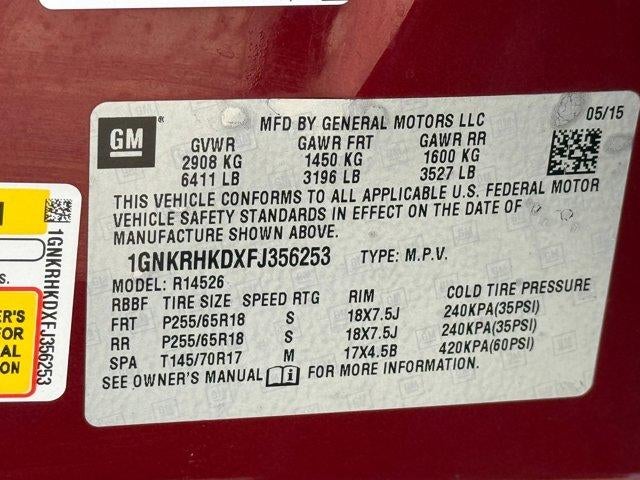 GM
®
MFD BY GENERAL MOTORS LLC
05/15
GVWR GAWR FRT GAWR RR
2908 KG 1450 KG 1600 KG
6411 LB 3196 LB 3527 LB
THIS VEHICLE CONFORMS TO ALL APPLICABLE U.S. FEDERAL MOTOR
VEHICLE SAFETY STANDARDS IN EFFECT ON THE DATE OF
MANUFACTURE SHOWN ABOVE.
1GNKRHKDXFJ356253 TYPE: M.P.V.
MODEL: R14526
RBBF TIRE SIZE SPEED RTG RIM COLD TIRE PRESSURE
FRT P255/65R18 S 18X7.5J 240KPA(35PSI)
RR P255/65R18 S 18X7.5J 240KPA(35PSI)
SPA T145/70R17 M 17X4.5B 420KPA(60PSI)
SEE OWNER'S MANUAL FOR MORE INFORMATION.
1GNKRHKDXFJ356253
S.
ER'S
FOR
AL
ON